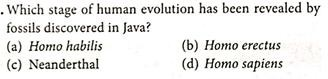 . Which stage of human evolution has been revealed by
fossils discovered in Java?
(a) Homo habilis (b) Homo erectus
(c) Neanderthal (d) Homo sapiens